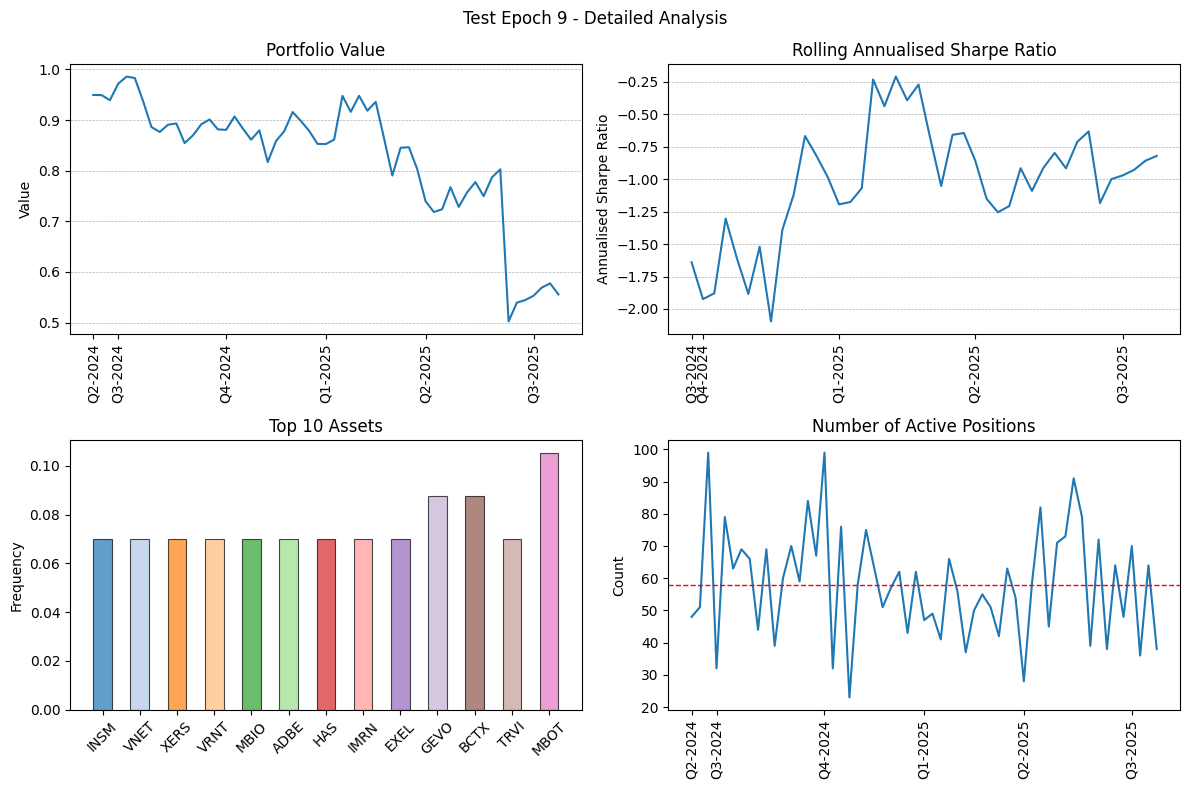 Test Epoch 9 - Detailed Analysis
Portfolio Value
Value
1.0
0.9
0.8
0.7
0.6
0.5
Q2-2024
Q3-2024
Q4-2024
Q1-2025
Q2-2025
Q3-2025
Rolling Annualised Sharpe Ratio
Annualised Sharpe Ratio
−0.25
−0.50
−0.75
−1.00
−1.25
−1.50
−1.75
−2.00
Q3-2024
Q4-2024
Q1-2025
Q2-2025
Q3-2025
Top 10 Assets
Frequency
0.10
0.08
0.06
0.04
0.02
0.00
INSM
VNET
XERS
VRNT
MBIO
ADBE
HAS
IMRN
EXEL
GEVO
BCTX
TRVI
MBOT
Number of Active Positions
Count
100
90
80
70
60
50
40
30
20
Q2-2024
Q3-2024
Q4-2024
Q1-2025
Q2-2025
Q3-2025